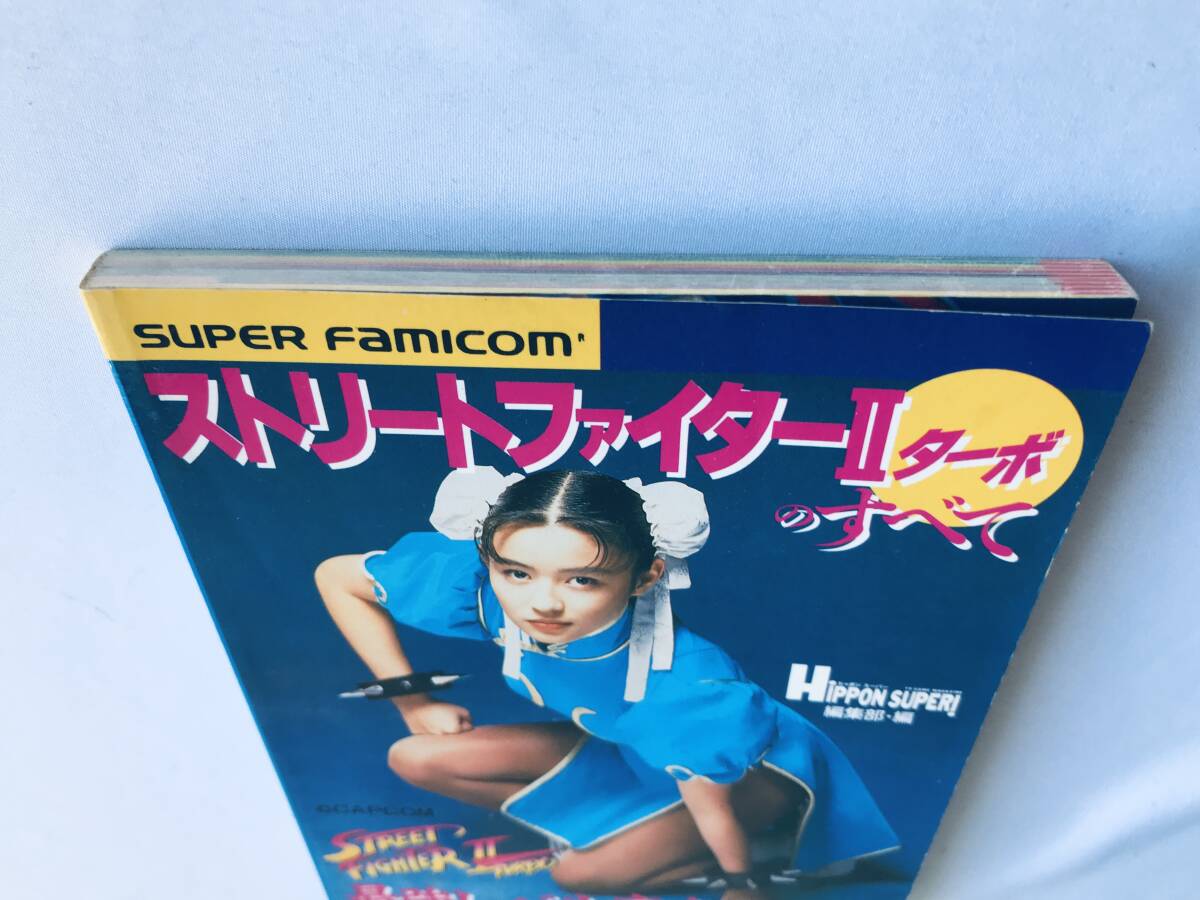 SUPER FAMICOM
ストリートファイターII ターボ
のすべて
HIPPON SUPER!
編集部・編
©CAPCOM
STREET
FIGHTER II
TURBO